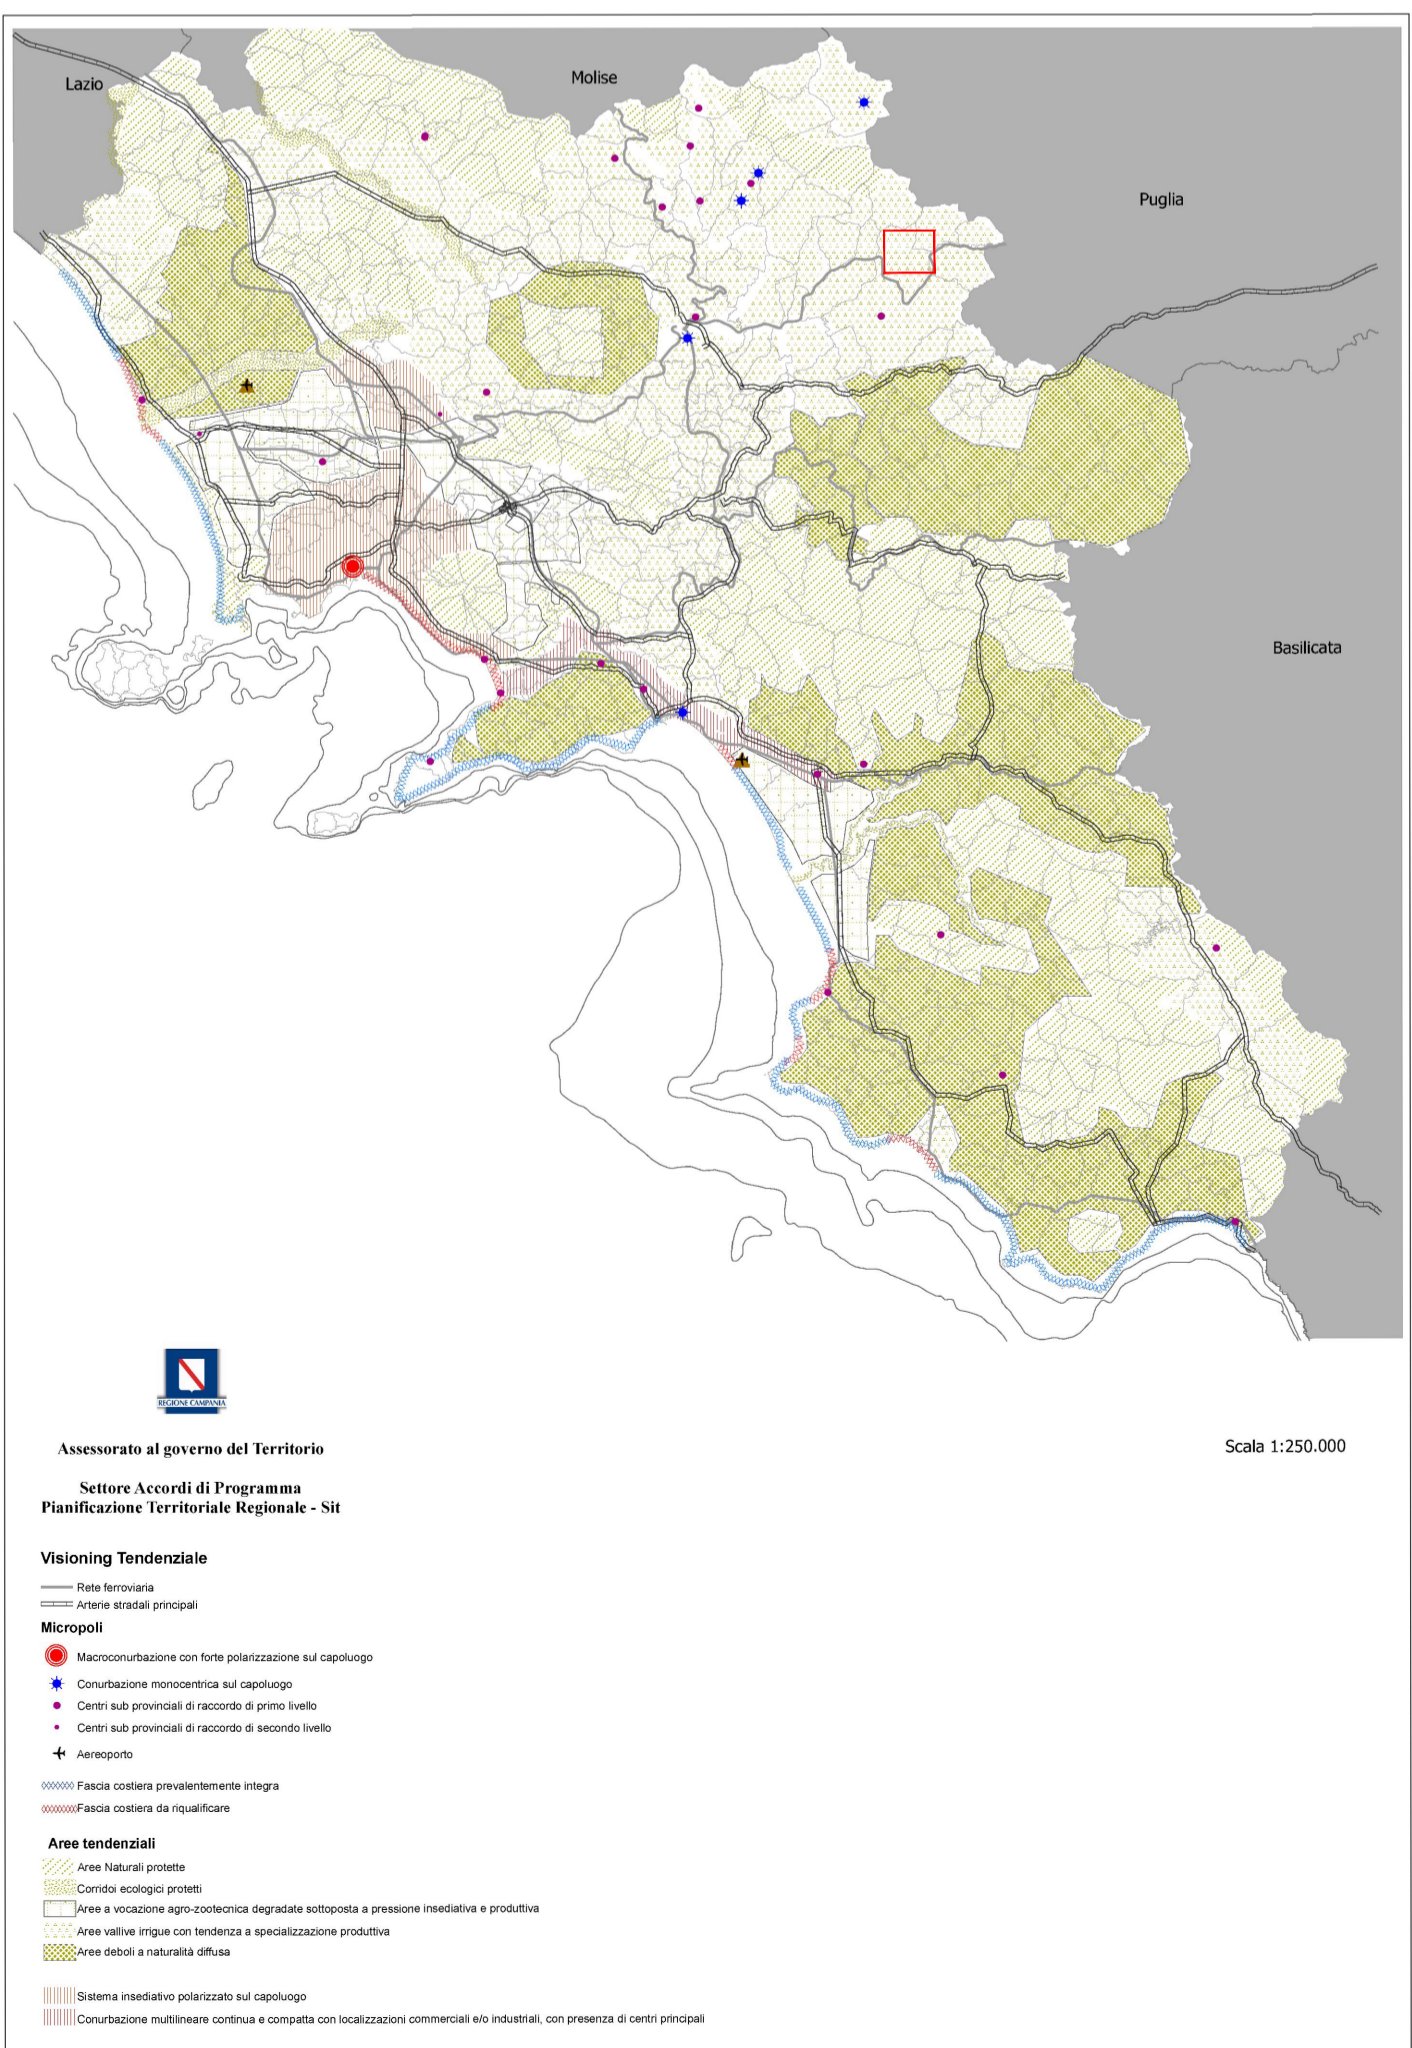 Lazio
Molise
Puglia
Basilicata
REGIONE CAMPANIA
Assessorato al governo del Territorio
Scala 1:250.000
Settore Accordi di Programma
Pianificazione Territoriale Regionale - Sit
Visioning Tendenziale
Rete ferroviaria
Arterie stradali principali
Micropoli
Macroconurbazione con forte polarizzazione sul capoluogo
Conurbazione monocentrica sul capoluogo
Centri sub provinciali di raccordo di primo livello
Centri sub provinciali di raccordo di secondo livello
Aereoporto
Fascia costiera prevalentemente integra
Fascia costiera da riqualificare
Aree tendenziali
Aree Naturali protette
Corridoi ecologici protetti
Aree a vocazione agro-zootecnica degradate sottoposta a pressione insediativa e produttiva
Aree vallive irrigue con tendenza a specializzazione produttiva
Aree deboli a naturalità diffusa
Sistema insediativo polarizzato sul capoluogo
Conurbazione multilineare continua e compatta con localizzazioni commerciali e/o industriali, con presenza di centri principali